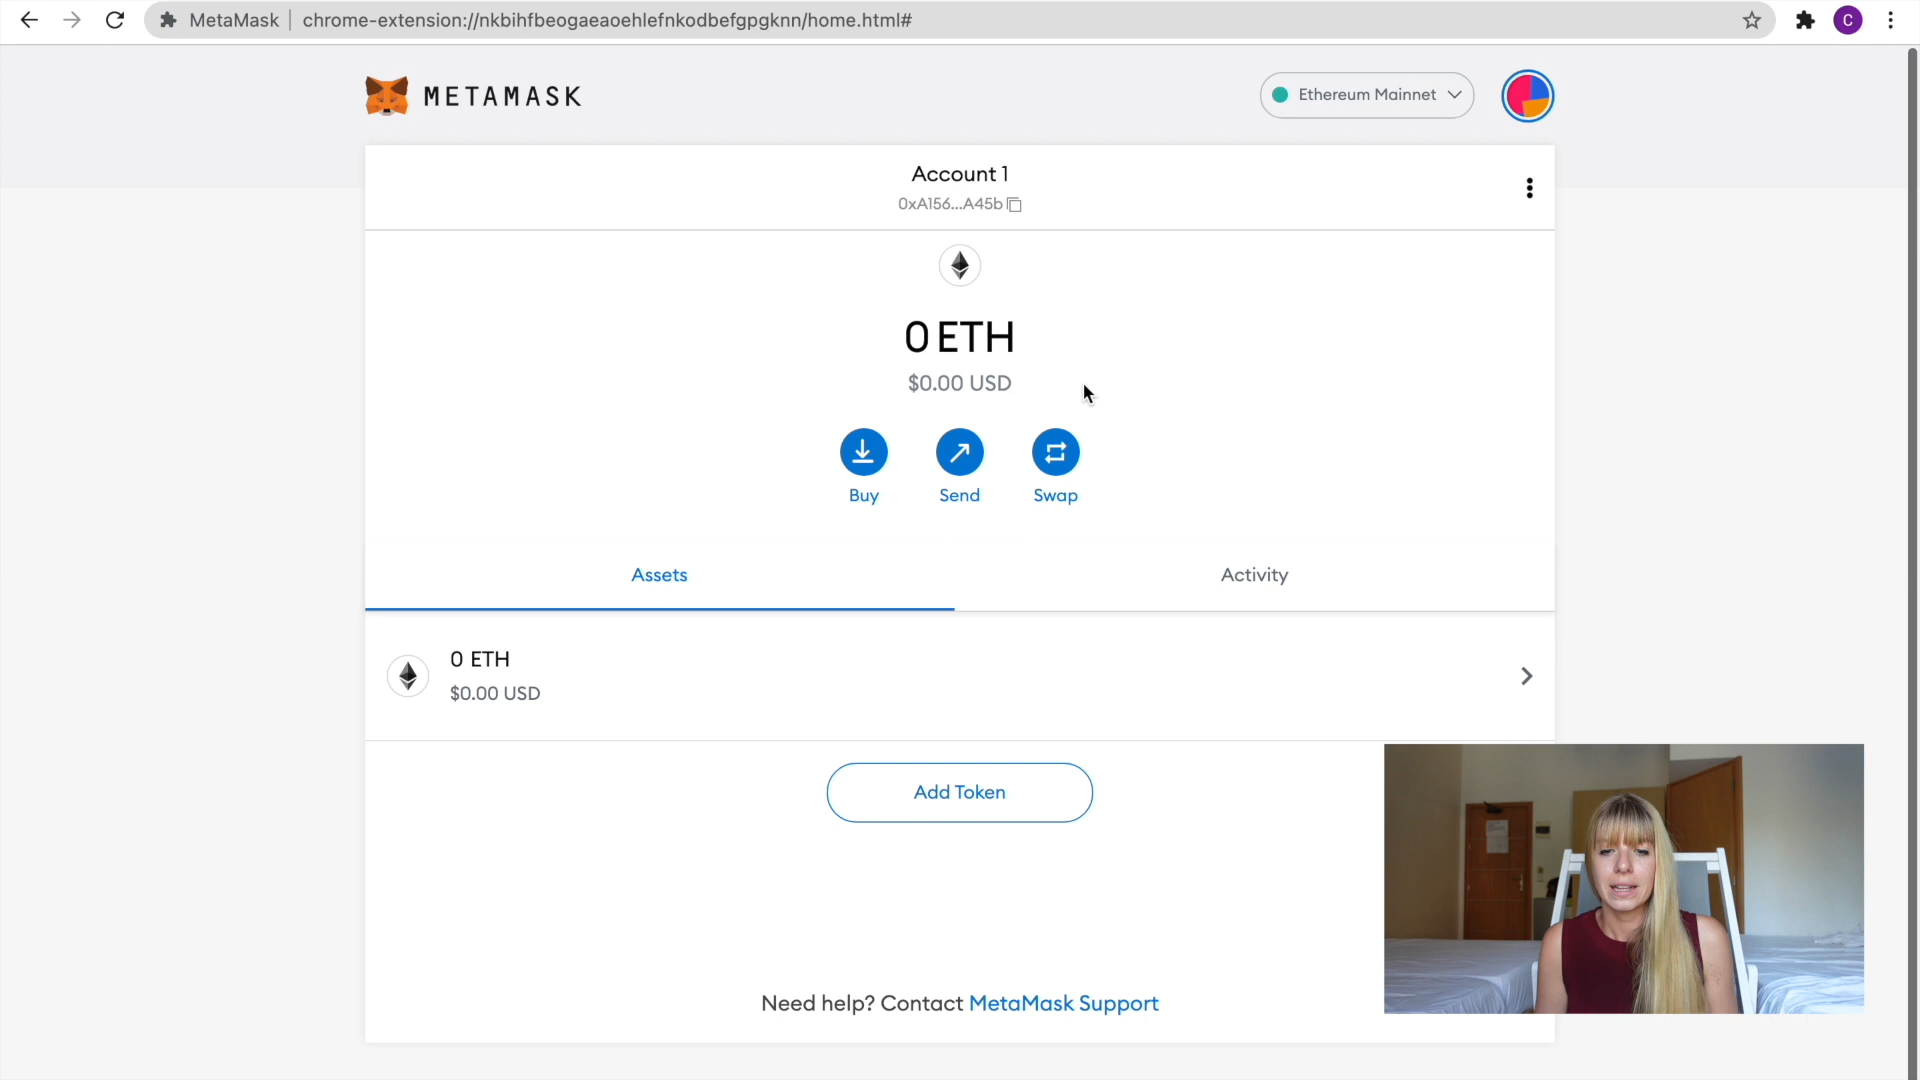 MetaMask | chrome-extension://nkbihfbeogaeaoehlefnkodbefgpgknn/home.html#
C
METAMASK
Ethereum Mainnet
Account 1
0xA156...A45b
0 ETH
$0.00 USD
Buy Send Swap
Assets Activity
0 ETH
$0.00 USD
Add Token
Need help? Contact MetaMask Support